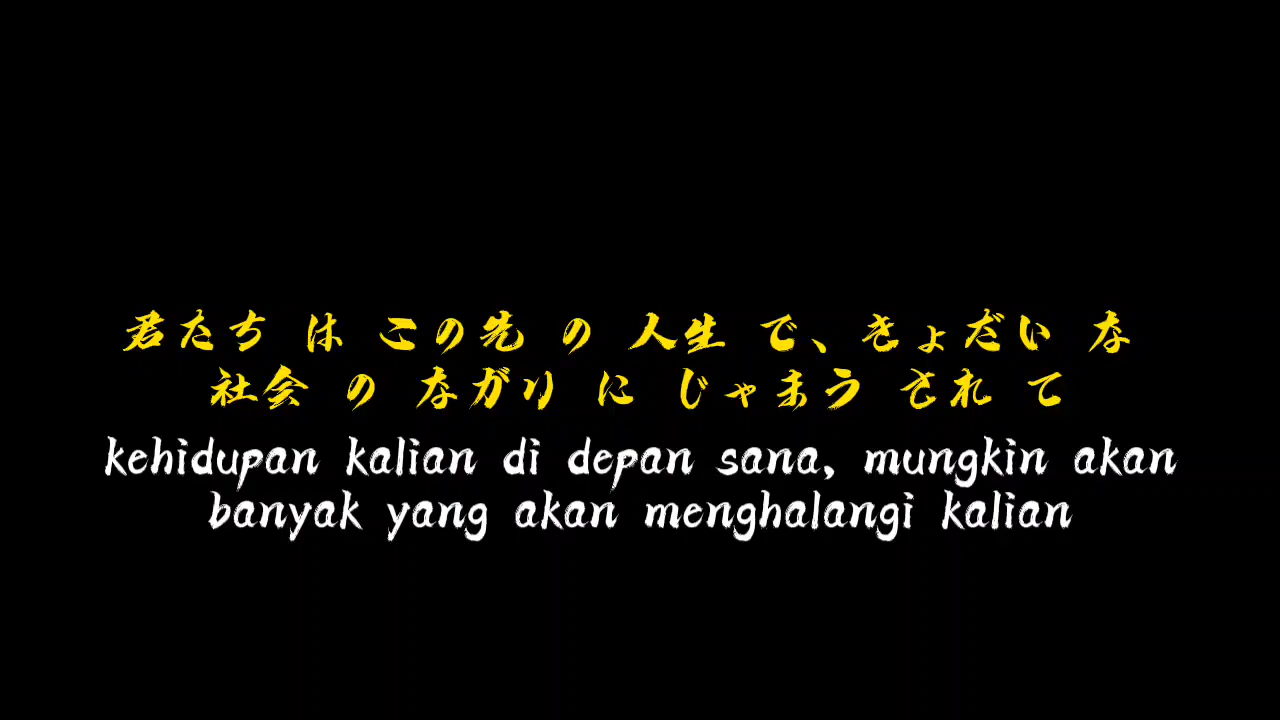 君たち は この先 の 人生 で、きょだい な
社会 の ながり に じゃまう され て
kehidupan kalian di depan sana, mungkin akan
banyak yang akan menghalangi kalian